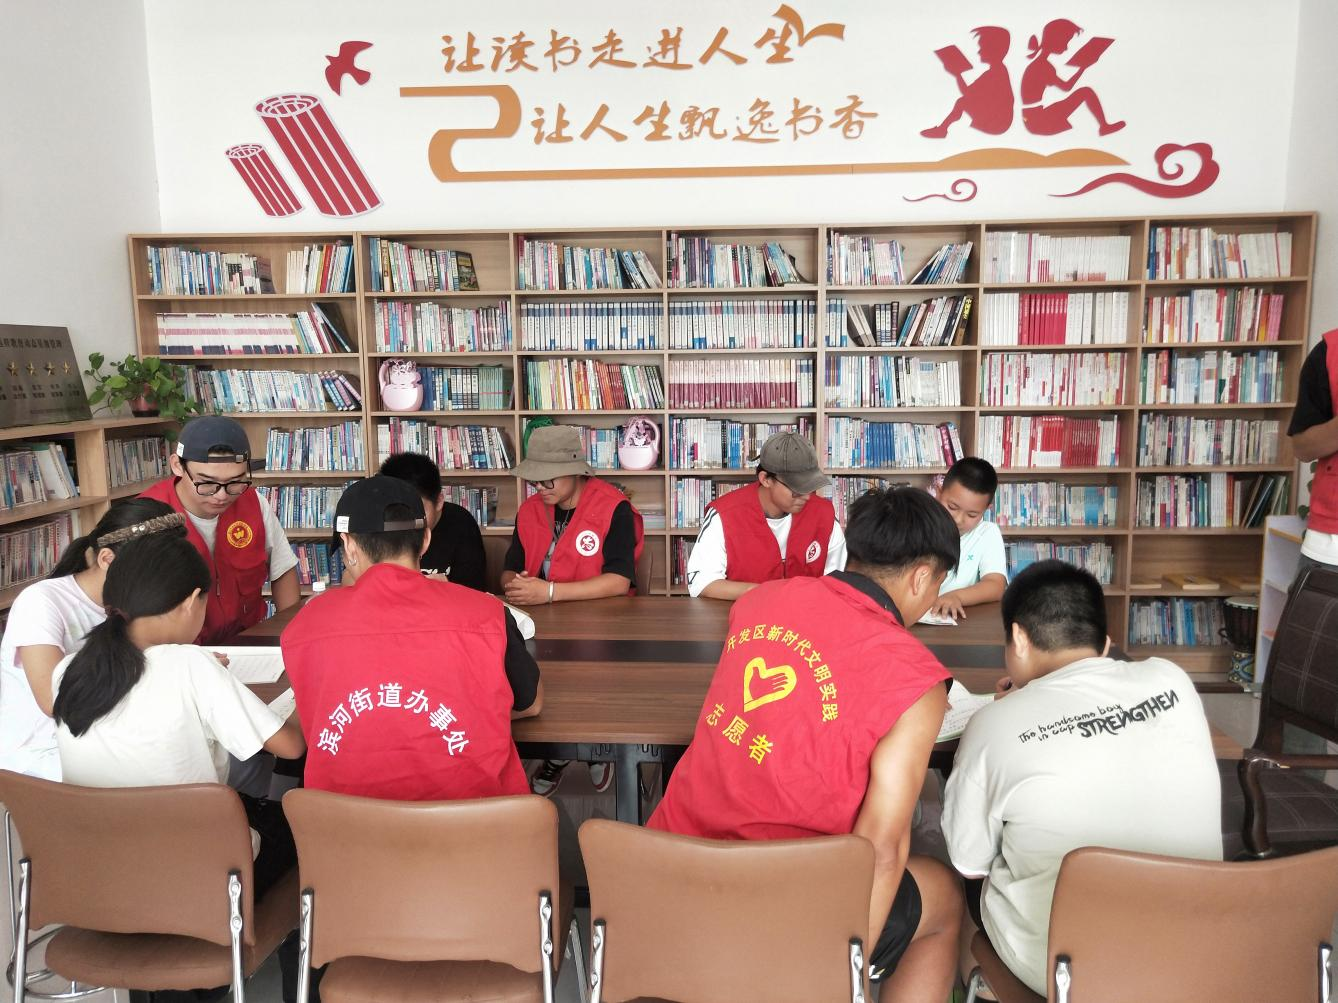 让读书走进人生
让人生飘逸书香
滨河街道办事处
开发区新时代文明实践
志愿者
The handsome boy
in cap STRENGTHEN